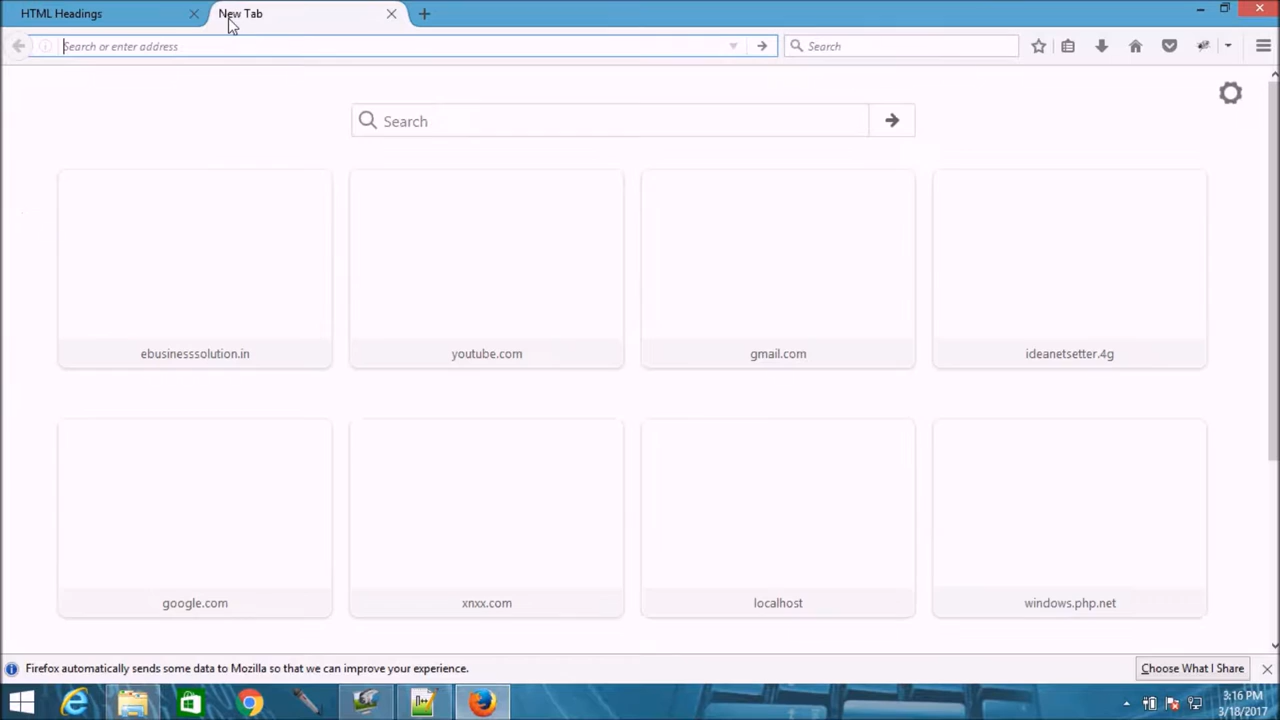 HTML Headings
New Tab
Search or enter address
Search
Search
ebusinesssolution.in
youtube.com
gmail.com
ideanetsetter.4g
google.com
xnxx.com
localhost
windows.php.net
Firefox automatically sends some data to Mozilla so that we can improve your experience.
Choose What I Share
3:16 PM
3/18/2017